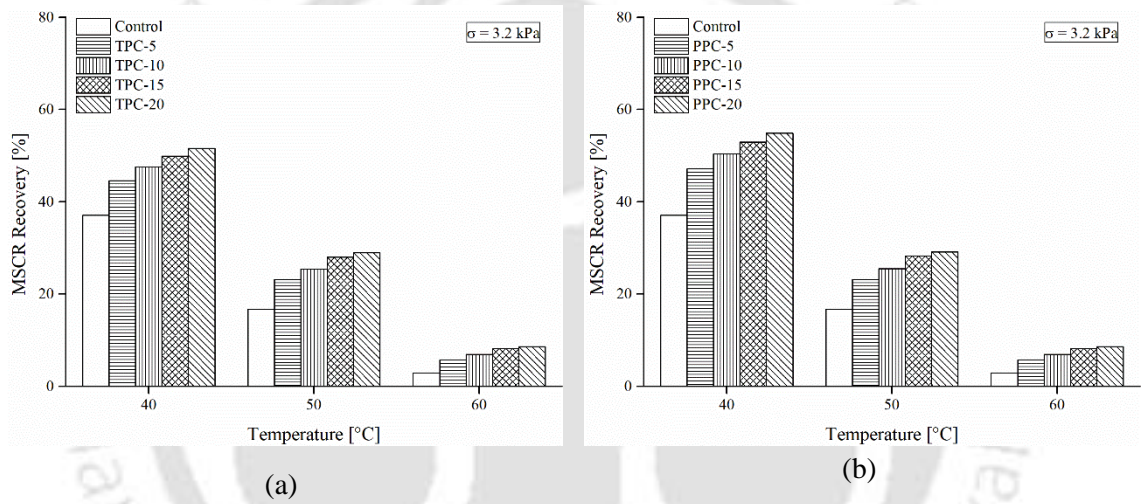 80
60
40
20
0
MSCR Recovery [%]
Control
TPC-5
TPC-10
TPC-15
TPC-20
σ = 3.2 kPa
40 50 60
Temperature [°C]
(a)
80
60
40
20
0
MSCR Recovery [%]
Control
PPC-5
PPC-10
PPC-15
PPC-20
σ = 3.2 kPa
40 50 60
Temperature [°C]
(b)